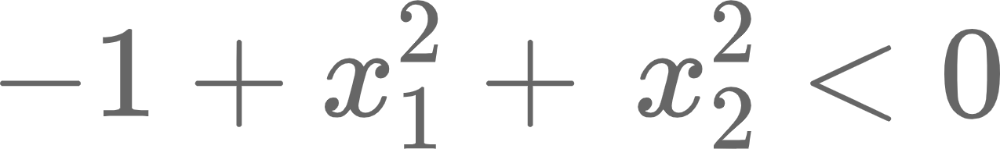 −1 + x₁² + x₂² < 0